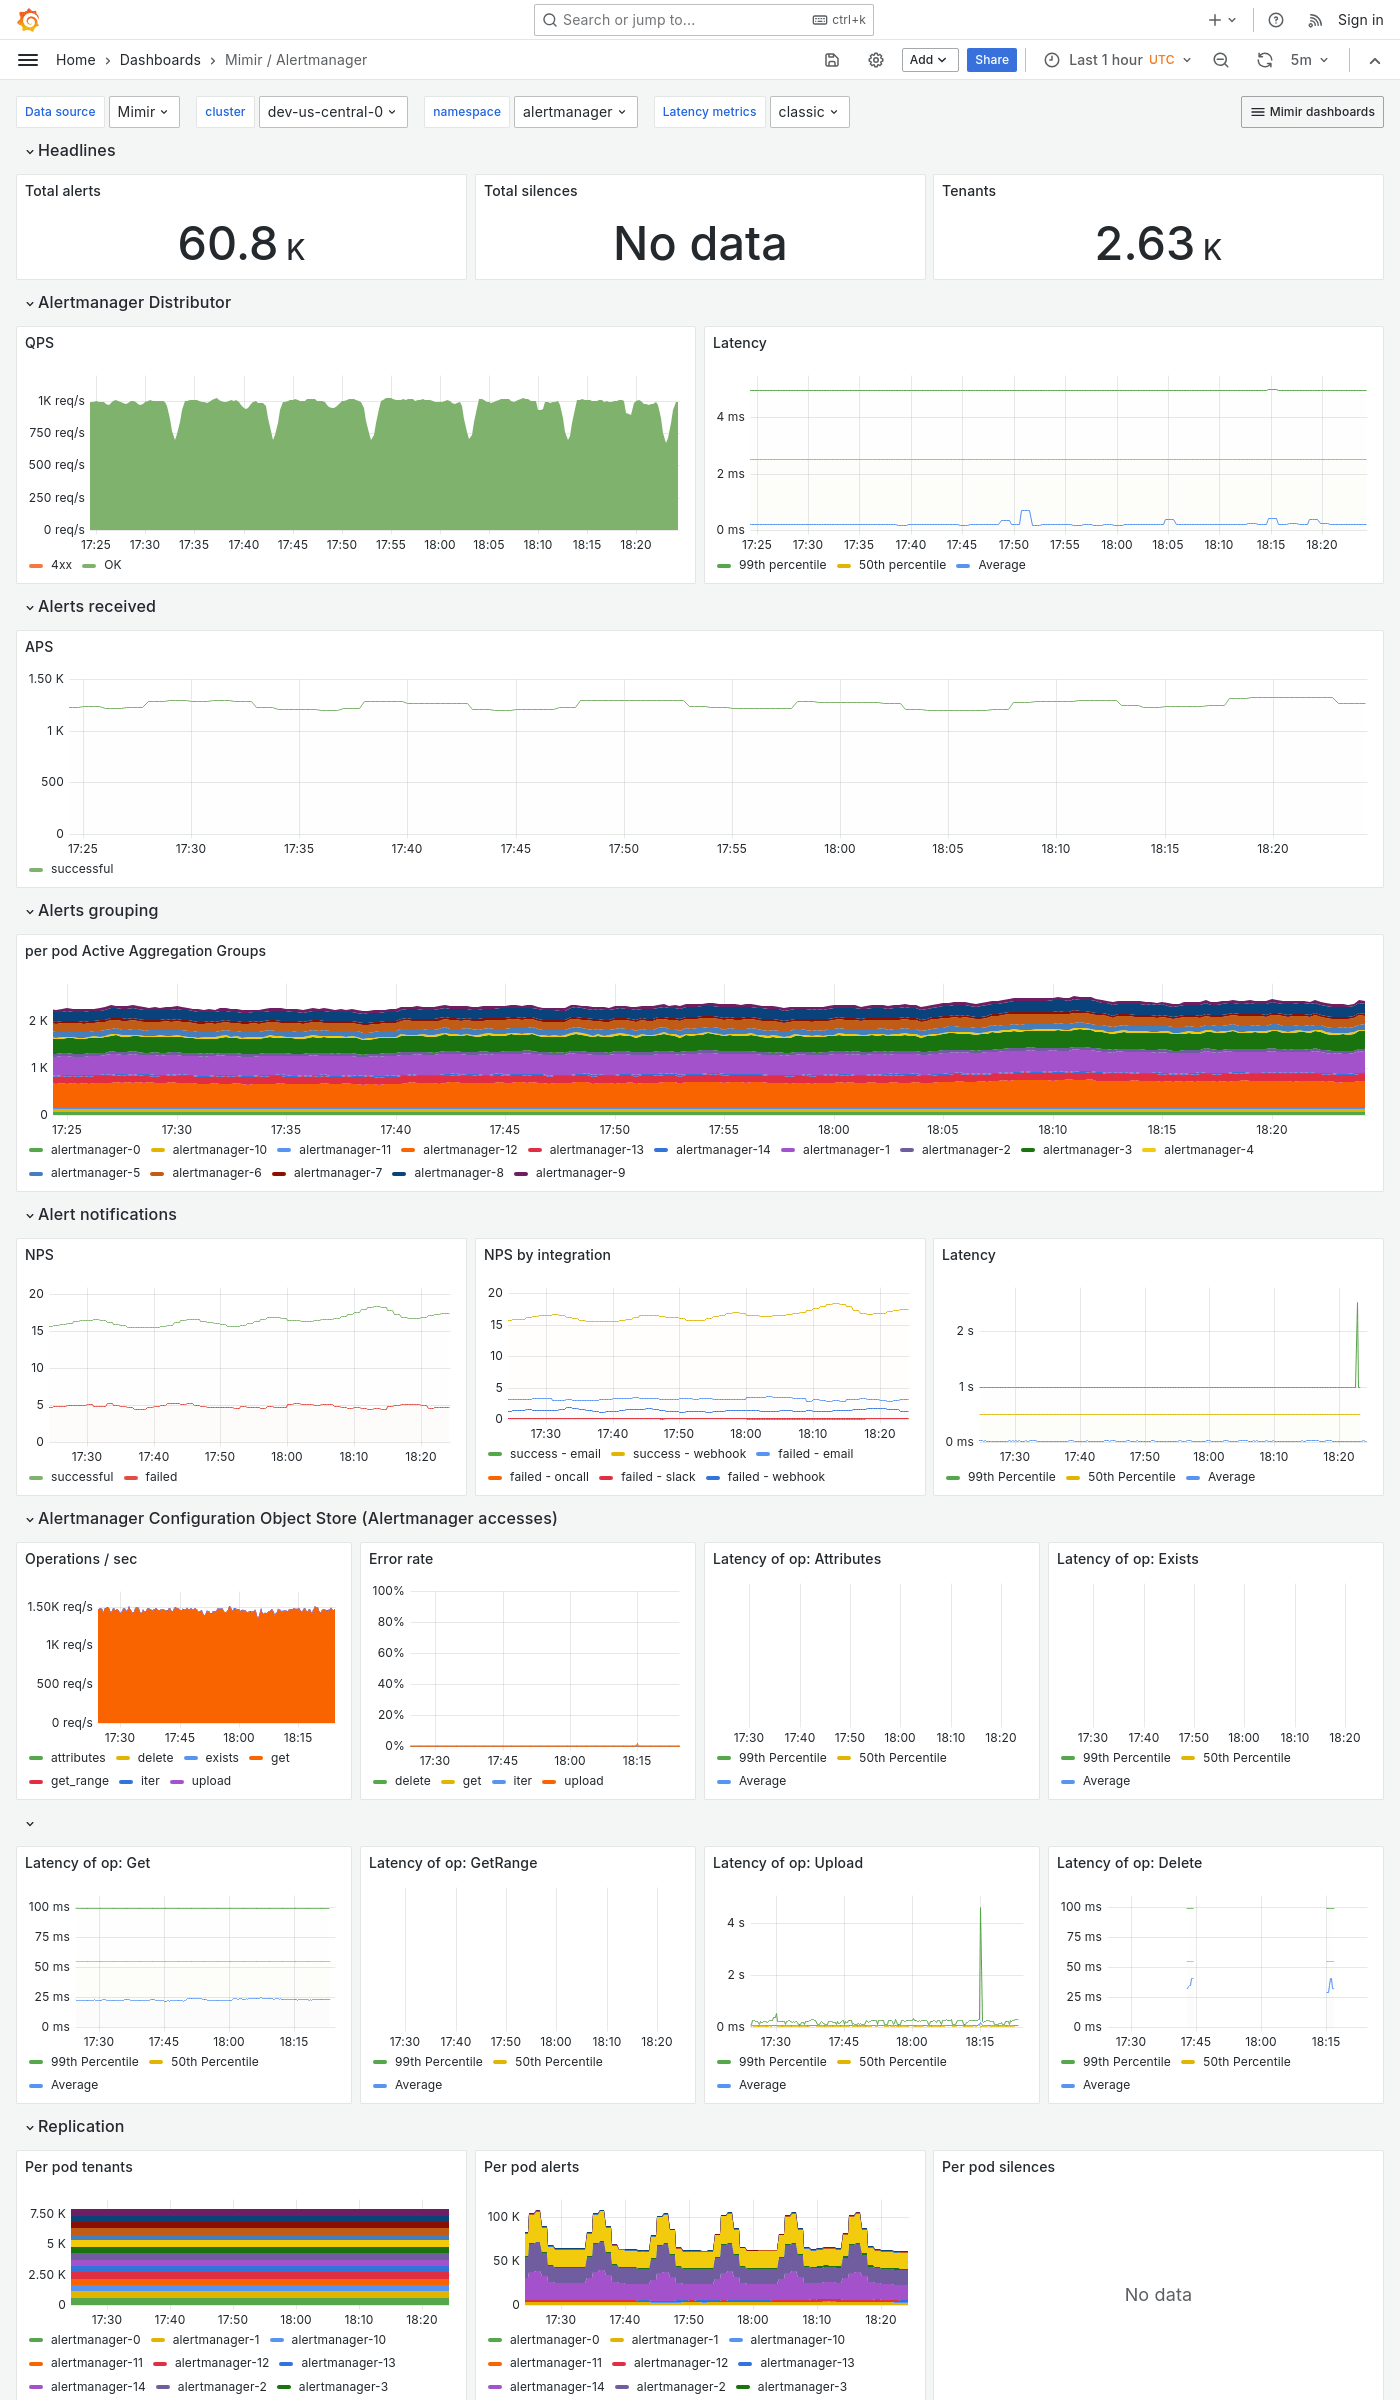 Search or jump to... ctrl+k Sign in
Home Dashboards Mimir / Alertmanager Add Share Last 1 hour UTC 5m
Data source Mimir cluster dev-us-central-0 namespace alertmanager Latency metrics classic Mimir dashboards
Headlines
Total alerts Total silences Tenants
60.8 K No data 2.63 K
Alertmanager Distributor
QPS
1K req/s
750 req/s
500 req/s
250 req/s
0 req/s
17:25 17:30 17:35 17:40 17:45 17:50 17:55 18:00 18:05 18:10 18:15 18:20
4xx OK
Latency
4 ms
2 ms
0 ms
17:25 17:30 17:35 17:40 17:45 17:50 17:55 18:00 18:05 18:10 18:15 18:20
99th percentile 50th percentile Average
Alerts received
APS
1.50 K
1 K
500
0
17:25 17:30 17:35 17:40 17:45 17:50 17:55 18:00 18:05 18:10 18:15 18:20
successful
Alerts grouping
per pod Active Aggregation Groups
2 K
1 K
0
17:25 17:30 17:35 17:40 17:45 17:50 17:55 18:00 18:05 18:10 18:15 18:20
alertmanager-0 alertmanager-10 alertmanager-11 alertmanager-12 alertmanager-13 alertmanager-14 alertmanager-1 alertmanager-2 alertmanager-3 alertmanager-4
alertmanager-5 alertmanager-6 alertmanager-7 alertmanager-8 alertmanager-9
Alert notifications
NPS
20
15
10
5
0
17:30 17:40 17:50 18:00 18:10 18:20
successful failed
NPS by integration
20
15
10
5
0
17:30 17:40 17:50 18:00 18:10 18:20
success - email success - webhook failed - email
failed - oncall failed - slack failed - webhook
Latency
2 s
1 s
0 ms
17:30 17:40 17:50 18:00 18:10 18:20
99th Percentile 50th Percentile Average
Alertmanager Configuration Object Store (Alertmanager accesses)
Operations / sec
1.50K req/s
1K req/s
500 req/s
0 req/s
17:30 17:45 18:00 18:15
attributes delete exists get
get_range iter upload
Error rate
100%
80%
60%
40%
20%
0%
17:30 17:45 18:00 18:15
delete get iter upload
Latency of op: Attributes
17:30 17:40 17:50 18:00 18:10 18:20
99th Percentile 50th Percentile
Average
Latency of op: Exists
17:30 17:40 17:50 18:00 18:10 18:20
99th Percentile 50th Percentile
Average
Latency of op: Get
100 ms
75 ms
50 ms
25 ms
0 ms
17:30 17:45 18:00 18:15
99th Percentile 50th Percentile
Average
Latency of op: GetRange
17:30 17:40 17:50 18:00 18:10 18:20
99th Percentile 50th Percentile
Average
Latency of op: Upload
4 s
2 s
0 ms
17:30 17:45 18:00 18:15
99th Percentile 50th Percentile
Average
Latency of op: Delete
100 ms
75 ms
50 ms
25 ms
0 ms
17:30 17:45 18:00 18:15
99th Percentile 50th Percentile
Average
Replication
Per pod tenants
7.50 K
5 K
2.50 K
0
17:30 17:40 17:50 18:00 18:10 18:20
alertmanager-0 alertmanager-1 alertmanager-10
alertmanager-11 alertmanager-12 alertmanager-13
alertmanager-14 alertmanager-2 alertmanager-3
Per pod alerts
100 K
50 K
0
17:30 17:40 17:50 18:00 18:10 18:20
alertmanager-0 alertmanager-1 alertmanager-10
alertmanager-11 alertmanager-12 alertmanager-13
alertmanager-14 alertmanager-2 alertmanager-3
Per pod silences
No data